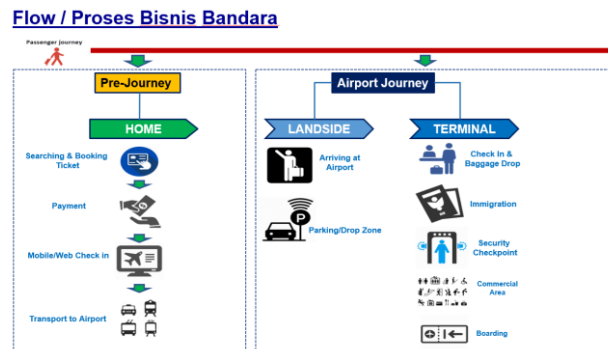 Flow / Proses Bisnis Bandara
Passenger journey
Pre-Journey
HOME
Searching & Booking
Ticket
Payment
Mobile/Web Check in
Transport to Airport
Airport Journey
LANDSIDE
Arriving at
Airport
P
Parking/Drop Zone
TERMINAL
Check In &
Baggage Drop
Immigration
Security
Checkpoint
Commercial
Area
Boarding